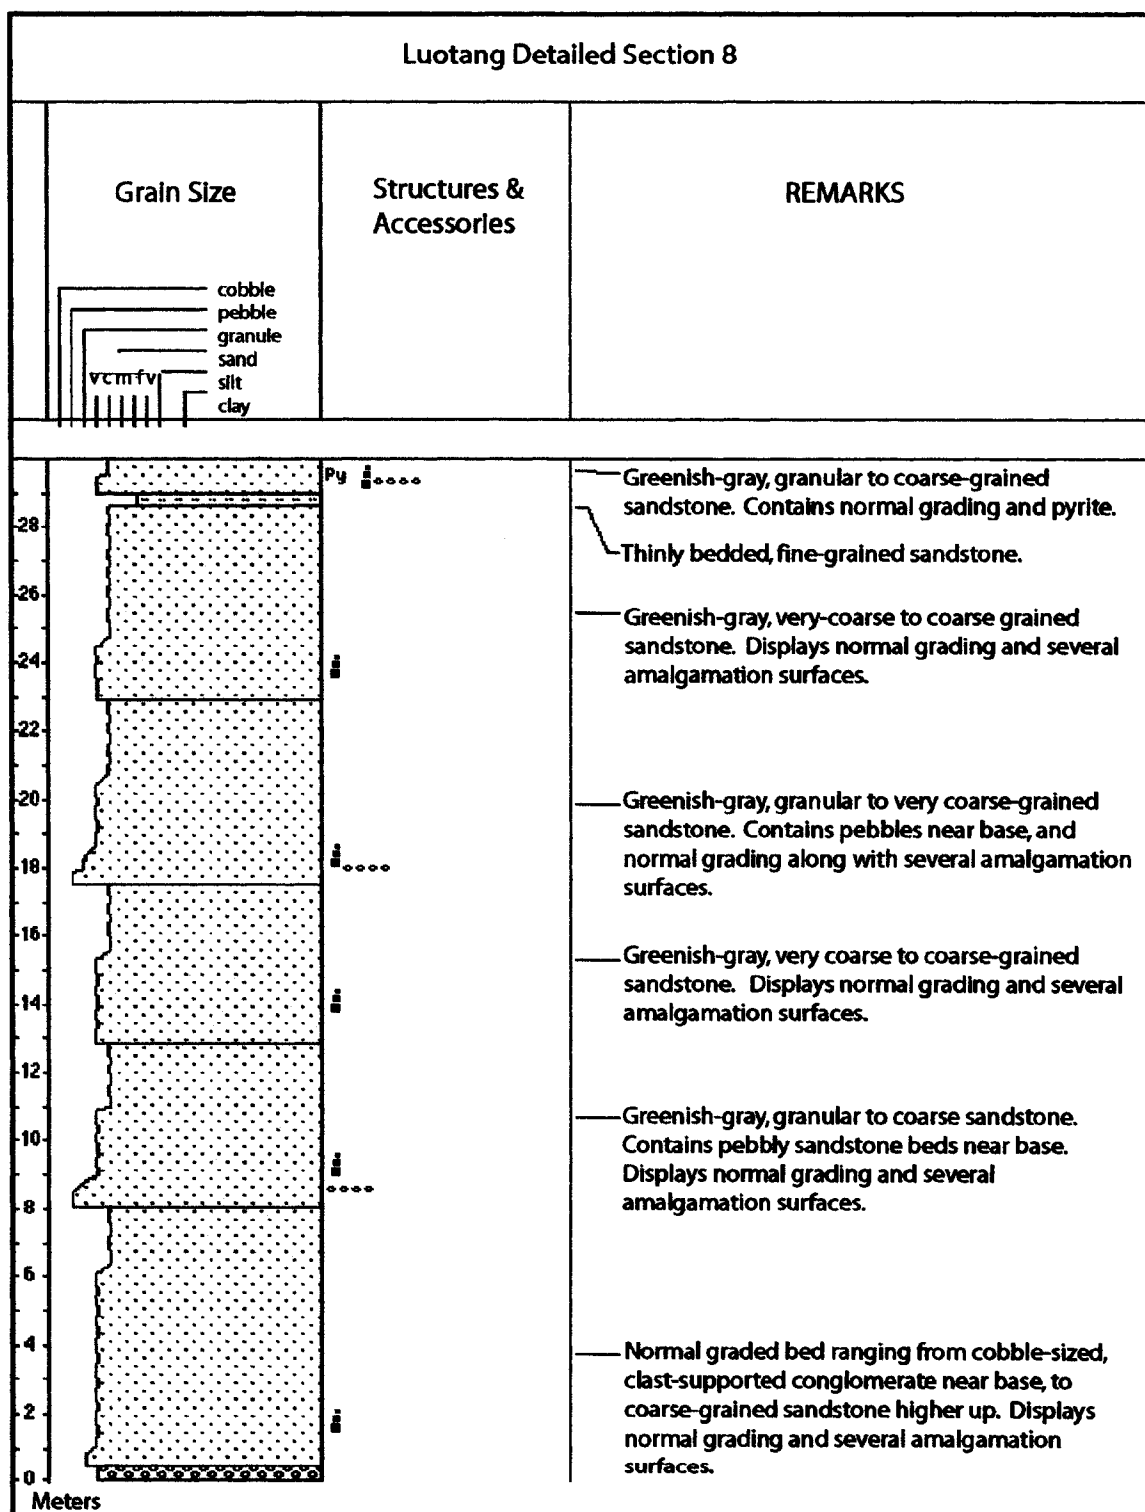 Luotang Detailed Section 8
Grain Size
Structures &
Accessories
REMARKS
cobble
pebble
granule
sand
v c m f v
silt
clay
Py
Greenish-gray, granular to coarse-grained
sandstone. Contains normal grading and pyrite.
28
Thinly bedded, fine-grained sandstone.
26
Greenish-gray, very-coarse to coarse grained
sandstone. Displays normal grading and several
amalgamation surfaces.
24
22
20
Greenish-gray, granular to very coarse-grained
sandstone. Contains pebbles near base, and
normal grading along with several amalgamation
surfaces.
18
16
Greenish-gray, very coarse to coarse-grained
sandstone. Displays normal grading and several
amalgamation surfaces.
14
12
Greenish-gray, granular to coarse sandstone.
Contains pebbly sandstone beds near base.
Displays normal grading and several
amalgamation surfaces.
10
8
6
4
Normal graded bed ranging from cobble-sized,
clast-supported conglomerate near base, to
coarse-grained sandstone higher up. Displays
normal grading and several amalgamation
surfaces.
2
0
Meters